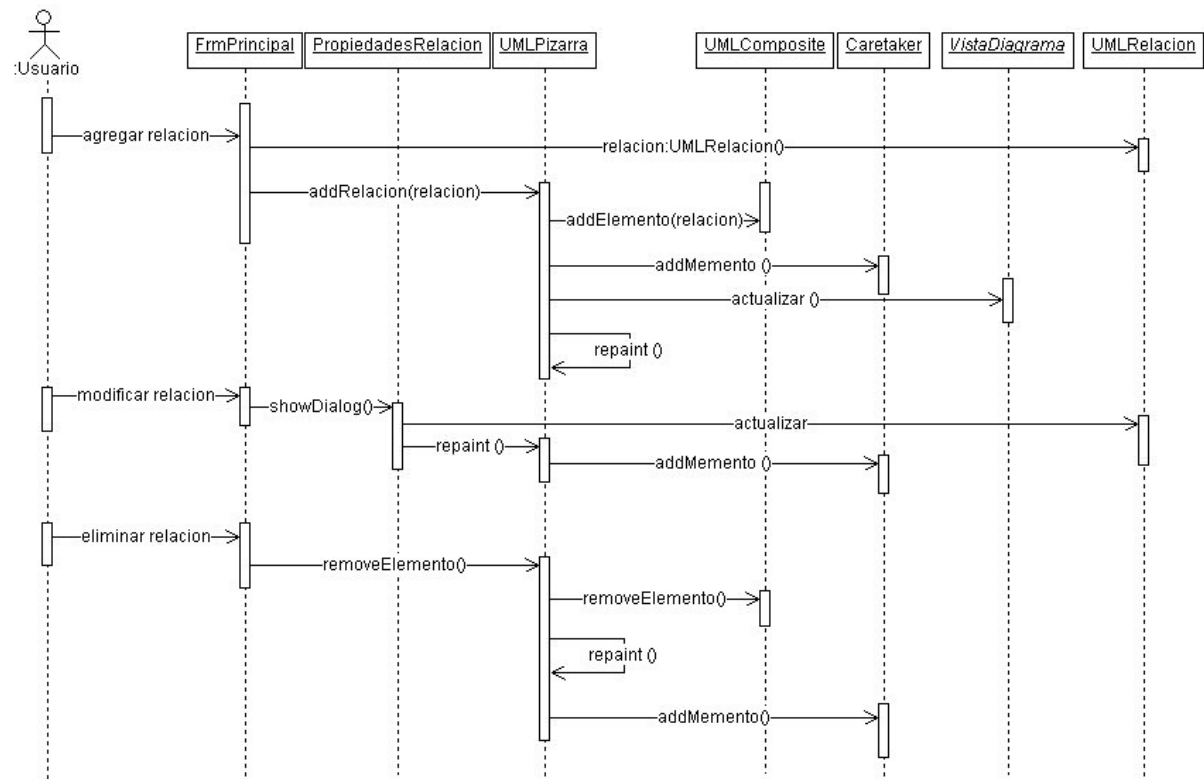 :Usuario
FrmPrincipal
PropiedadesRelacion
UMLPizarra
UMLComposite
Caretaker
VistaDiagrama
UMLRelacion
agregar relacion
relacion:UMLRelacion()
addRelacion(relacion)
addElemento(relacion)
addMemento ()
actualizar ()
repaint ()
modificar relacion
showDialog()
actualizar
repaint ()
addMemento ()
eliminar relacion
removeElemento()
removeElemento()
repaint ()
addMemento()